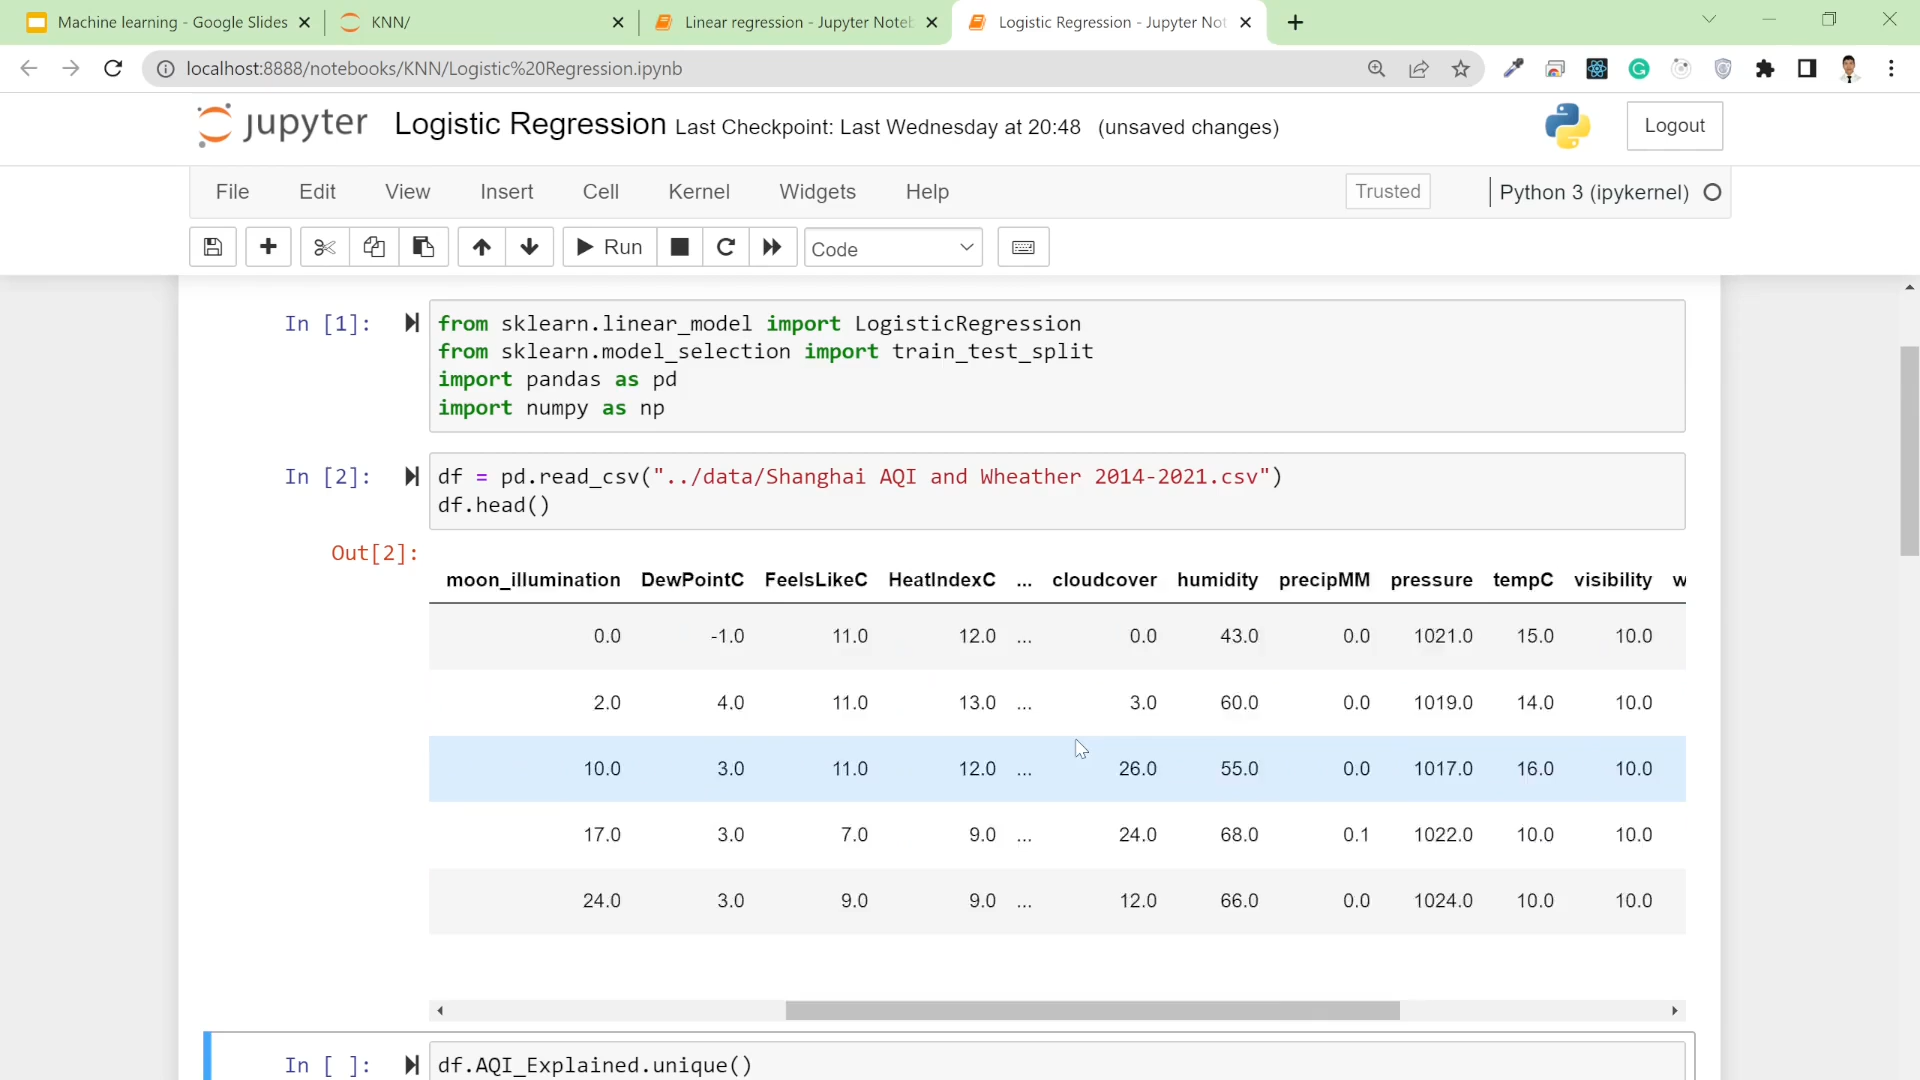 Machine learning - Google Slides
KNN/
Linear regression - Jupyter Noteb
Logistic Regression - Jupyter Not
localhost:8888/notebooks/KNN/Logistic%20Regression.ipynb
jupyter Logistic Regression Last Checkpoint: Last Wednesday at 20:48 (unsaved changes)
Logout
File Edit View Insert Cell Kernel Widgets Help
Trusted
Python 3 (ipykernel)
Run
Code
In [1]: from sklearn.linear_model import LogisticRegression
from sklearn.model_selection import train_test_split
import pandas as pd
import numpy as np
In [2]: df = pd.read_csv("../data/Shanghai AQI and Wheather 2014-2021.csv")
df.head()
Out[2]:
moon_illumination DewPointC FeelsLikeC HeatIndexC ... cloudcover humidity precipMM pressure tempC visibility w
0.0 -1.0 11.0 12.0 ... 0.0 43.0 0.0 1021.0 15.0 10.0
2.0 4.0 11.0 13.0 ... 3.0 60.0 0.0 1019.0 14.0 10.0
10.0 3.0 11.0 12.0 ... 26.0 55.0 0.0 1017.0 16.0 10.0
17.0 3.0 7.0 9.0 ... 24.0 68.0 0.1 1022.0 10.0 10.0
24.0 3.0 9.0 9.0 ... 12.0 66.0 0.0 1024.0 10.0 10.0
In [ ]: df.AQI_Explained.unique()